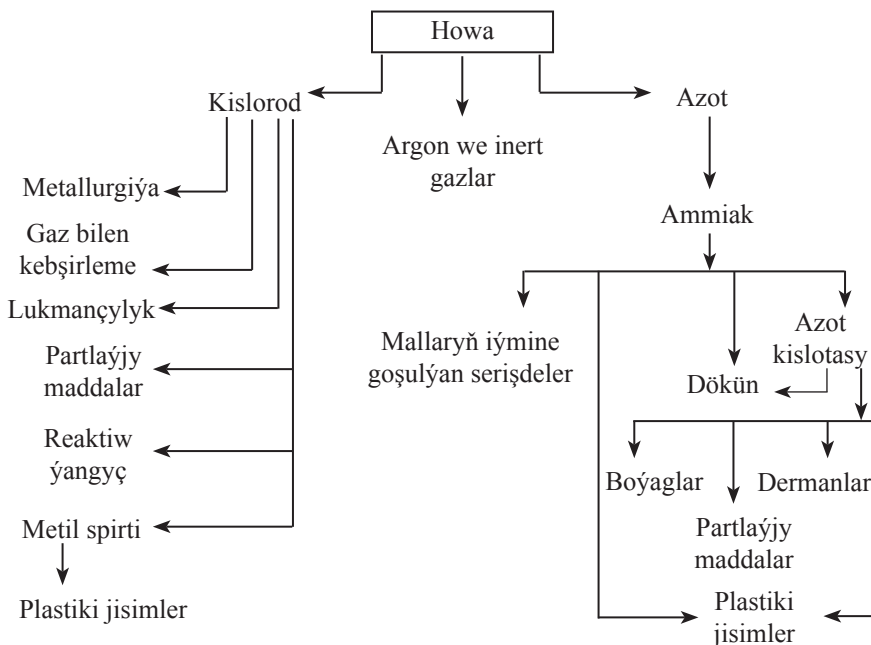 Howa
Kislorod
Azot
Argon we inert
gazlar
Metallurgiýa
Ammiak
Gaz bilen
kebşirleme
Lukmançylyk
Mallaryň iýmine
goşulýan serişdeler
Azot
kislotasy
Partlaýjy
maddalar
Dökün
Reaktiw
ýangyç
Boýaglar
Dermanlar
Metil spirti
Partlaýjy
maddalar
Plastiki jisimler
Plastiki
jisimler